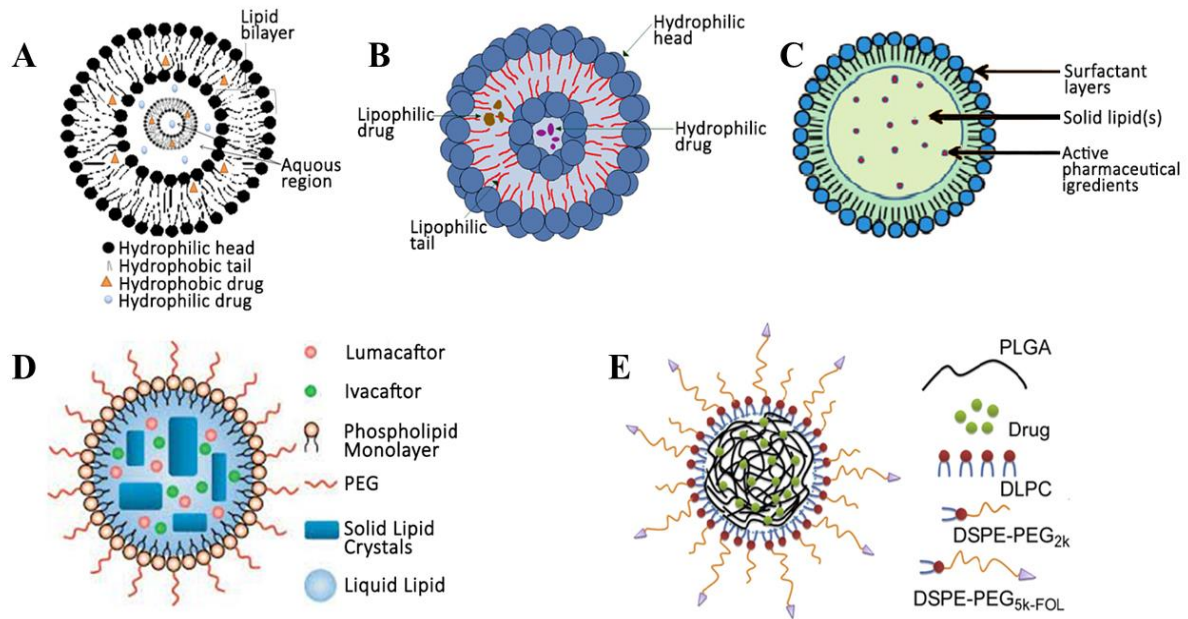 A
Lipid
bilayer
Aquous
region
Hydrophilic head
Hydrophobic tail
Hydrophobic drug
Hydrophilic drug
B
Hydrophilic
head
Lipophilic
drug
Hydrophilic
drug
Lipophilic
tail
C
Surfactant
layers
Solid lipid(s)
Active
pharmaceutical
igredients
D
Lumacaftor
Ivacaftor
Phospholipid
Monolayer
PEG
Solid Lipid
Crystals
Liquid Lipid
E
PLGA
Drug
DLPC
DSPE-PEG2k
DSPE-PEG5k-FOL